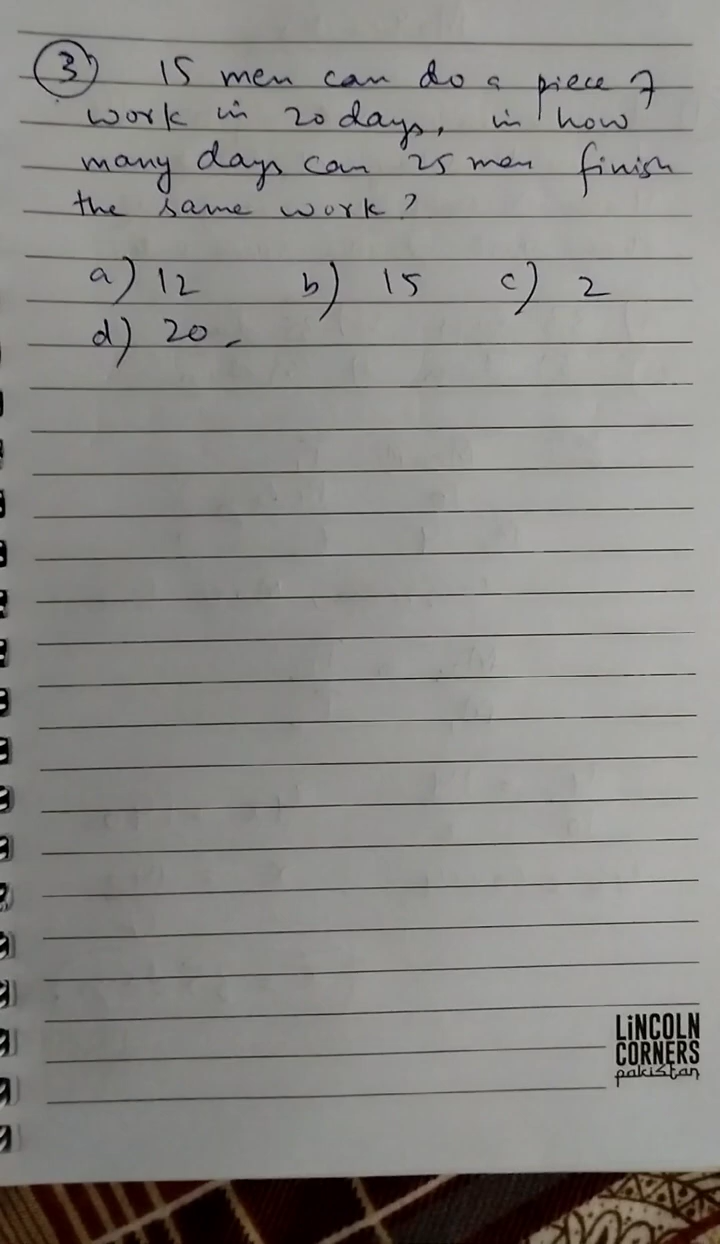 3 15 men can do a piece of
work in 20 days, in how
many days can 25 men finish
the same work?
a) 12 b) 15 c) 2
d) 20
LiNCOLN
CORNERS
pakistan